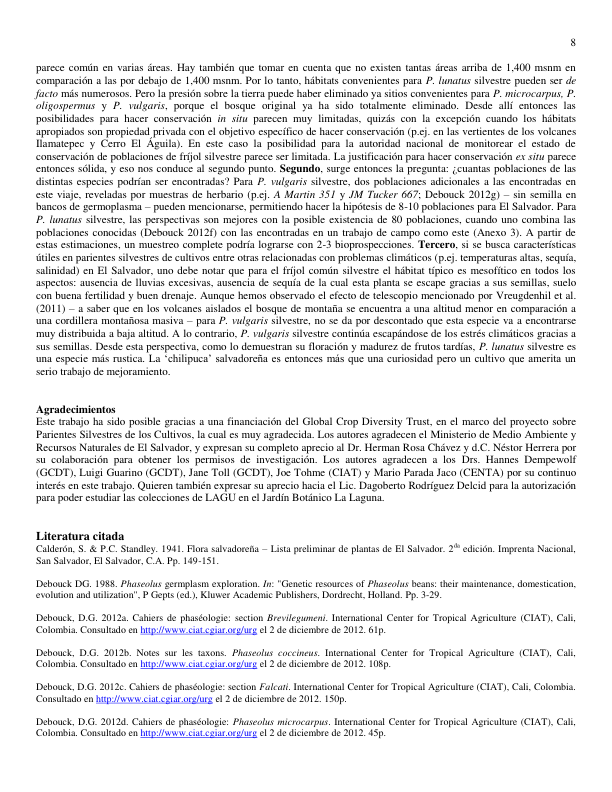 8
parece común en varias áreas. Hay también que tomar en cuenta que no existen tantas áreas arriba de 1,400 msnm en
comparación a las por debajo de 1,400 msnm. Por lo tanto, hábitats convenientes para P. lunatus silvestre pueden ser de
facto más numerosos. Pero la presión sobre la tierra puede haber eliminado ya sitios convenientes para P. microcarpus, P.
oligospermus y P. vulgaris, porque el bosque original ya ha sido totalmente eliminado. Desde allí entonces las
posibilidades para hacer conservación in situ parecen muy limitadas, quizás con la excepción cuando los hábitats
apropiados son propiedad privada con el objetivo específico de hacer conservación (p.ej. en las vertientes de los volcanes
Ilamatepec y Cerro El Águila). En este caso la posibilidad para al autoridad nacional de monitorear el estado de
conservación de poblaciones de fríjol silvestre parece ser limitada. La justificación para hacer conservación ex situ parece
entonces sólida, y eso nos conduce al segundo punto. Segundo, surge entonces la pregunta: ¿cuantas poblaciones de las
distintas especies podrían ser encontradas? Para P. vulgaris silvestre, dos poblaciones adicionales a las encontradas en
este viaje, reveladas por muestras de herbario (p.ej. A Martin 351 y JM Tucker 667; Debouck 2012g) – sin semilla en
bancos de germoplasma – pueden mencionarse, permitiendo hacer la hipótesis de 8-10 poblaciones para El Salvador. Para
P. lunatus silvestre, las perspectivas son mejores con la posible existencia de 80 poblaciones, cuando uno combina las
poblaciones conocidas (Debouck 2012f) con las encontradas en un trabajo de campo como este (Anexo 3). A partir de
estas estimaciones, un muestreo complete podría lograrse con 2-3 bioprospecciones. Tercero, si se busca características
útiles en parientes silvestres de cultivos entre otras relacionadas con problemas climáticos (p.ej. temperaturas altas, sequía,
salinidad) en El Salvador, uno debe notar que para el fríjol común silvestre el hábitat típico es mesofítico en todos los
aspectos: ausencia de lluvias excesivas, ausencia de sequía de la cual esta planta se escape gracias a sus semillas, suelo
con buena fertilidad y buen drenaje. Aunque hemos observado el efecto de telescopio mencionado por Vreugdenhil et al.
(2011) – a saber que en los volcanes aislados el bosque de montaña se encuentra a una altitud menor en comparación a
una cordillera montañosa masiva – para P. vulgaris silvestre, no se da por descontado que esta especie va a encontrarse
muy distribuida a baja altitud. A lo contrario, P. vulgaris silvestre continúa escapándose de los estrés climáticos gracias a
sus semillas. Desde esta perspectiva, como lo demuestran su floración y madurez de frutos tardías, P. lunatus silvestre es
una especie más rustica. La ‘chilipuca’ salvadoreña es entonces más que una curiosidad pero un cultivo que amerita un
serio trabajo de mejoramiento.
Agradecimientos
Este trabajo ha sido posible gracias a una financiación del Global Crop Diversity Trust, en el marco del proyecto sobre
Parientes Silvestres de los Cultivos, la cual es muy agradecida. Los autores agradecen el Ministerio de Medio Ambiente y
Recursos Naturales de El Salvador, y expresan su completo aprecio al Dr. Herman Rosa Chávez y d.C. Néstor Herrera por
su colaboración para obtener los permisos de investigación. Los autores agradecen a los Drs. Hannes Dempewolf
(GCDT), Luigi Guarino (GCDT), Jane Toll (GCDT), Joe Tohme (CIAT) y Mario Parada Jaco (CENTA) por su continuo
interés en este trabajo. Quieren también expresar su aprecio hacia el Lic. Dagoberto Rodríguez Delcid para la autorización
para poder estudiar las colecciones de LAGU en el Jardín Botánico La Laguna.
Literatura citada
Calderón, S. & P.C. Standley. 1941. Flora salvadoreña – Lista preliminar de plantas de El Salvador. 2da edición. Imprenta Nacional,
San Salvador, El Salvador, C.A. Pp. 149-151.
Debouck DG. 1988. Phaseolus germplasm exploration. In: "Genetic resources of Phaseolus beans: their maintenance, domestication,
evolution and utilization", P Gepts (ed.), Kluwer Academic Publishers, Dordrecht, Holland. Pp. 3-29.
Debouck, D.G. 2012a. Cahiers de phaséologie: section Brevilegumeni. International Center for Tropical Agriculture (CIAT), Cali,
Colombia. Consultado en http://www.ciat.cgiar.org/urg el 2 de diciembre de 2012. 61p.
Debouck, D.G. 2012b. Notes sur les taxons. Phaseolus coccineus. International Center for Tropical Agriculture (CIAT), Cali,
Colombia. Consultado en http://www.ciat.cgiar.org/urg el 2 de diciembre de 2012. 108p.
Debouck, D.G. 2012c. Cahiers de phaséologie: section Falcati. International Center for Tropical Agriculture (CIAT), Cali, Colombia.
Consultado en http://www.ciat.cgiar.org/urg el 2 de diciembre de 2012. 150p.
Debouck, D.G. 2012d. Cahiers de phaséologie: Phaseolus microcarpus. International Center for Tropical Agriculture (CIAT), Cali,
Colombia. Consultado en http://www.ciat.cgiar.org/urg el 2 de diciembre de 2012. 45p.